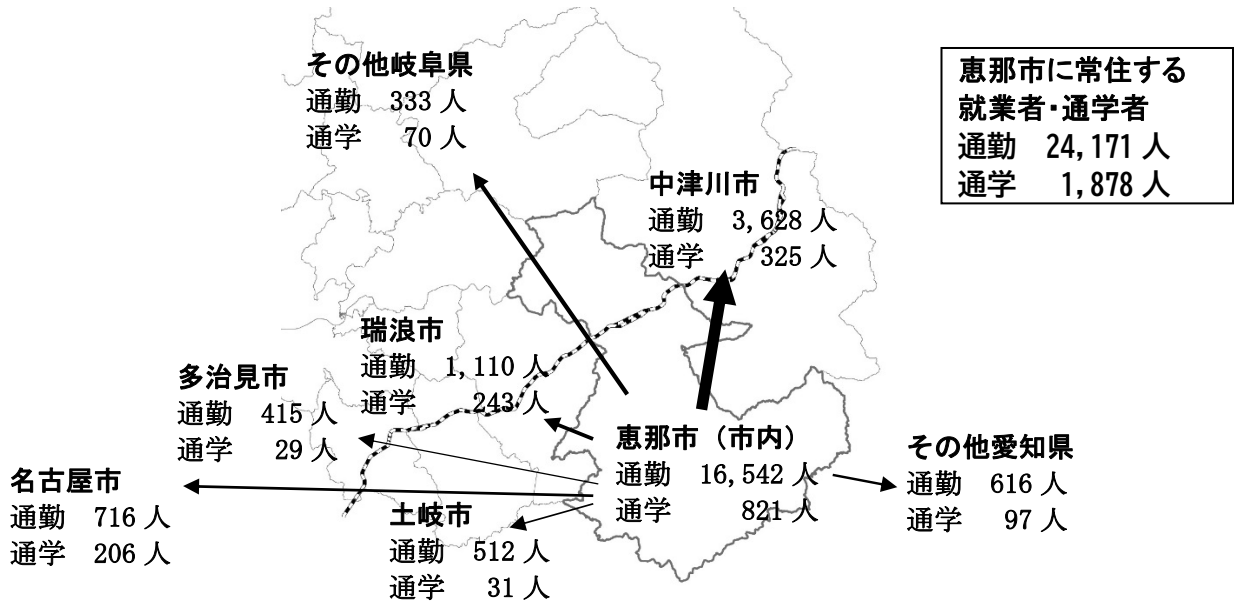 その他岐阜県
通勤 333 人
通学 70 人
恵那市に常住する
就業者・通学者
通勤 24,171 人
通学 1,878 人
中津川市
通勤 3,628 人
通学 325 人
瑞浪市
通勤 1,110 人
通学 243 人
多治見市
通勤 415 人
通学 29 人
恵那市（市内）
通勤 16,542 人
通学 821 人
その他愛知県
通勤 616 人
通学 97 人
名古屋市
通勤 716 人
通学 206 人
土岐市
通勤 512 人
通学 31 人